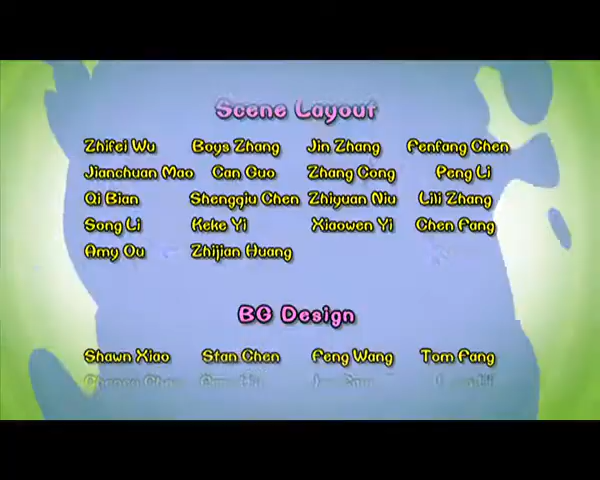 Scene Layout
Zhifei Wu Boys Zhang Jin Zhang Fenfang Chen
Jianchuan Mao Can Guo Zhang Cong Peng Li
Qi Bian Shengqiu Chen Zhiyuan Niu Lili Zhang
Song Li Keke Yi Xiaowen Yi Chen Fang
Amy Ou Zhijian Huang
BG Design
Shawn Xiao Stan Chen Feng Wang Tom Fang